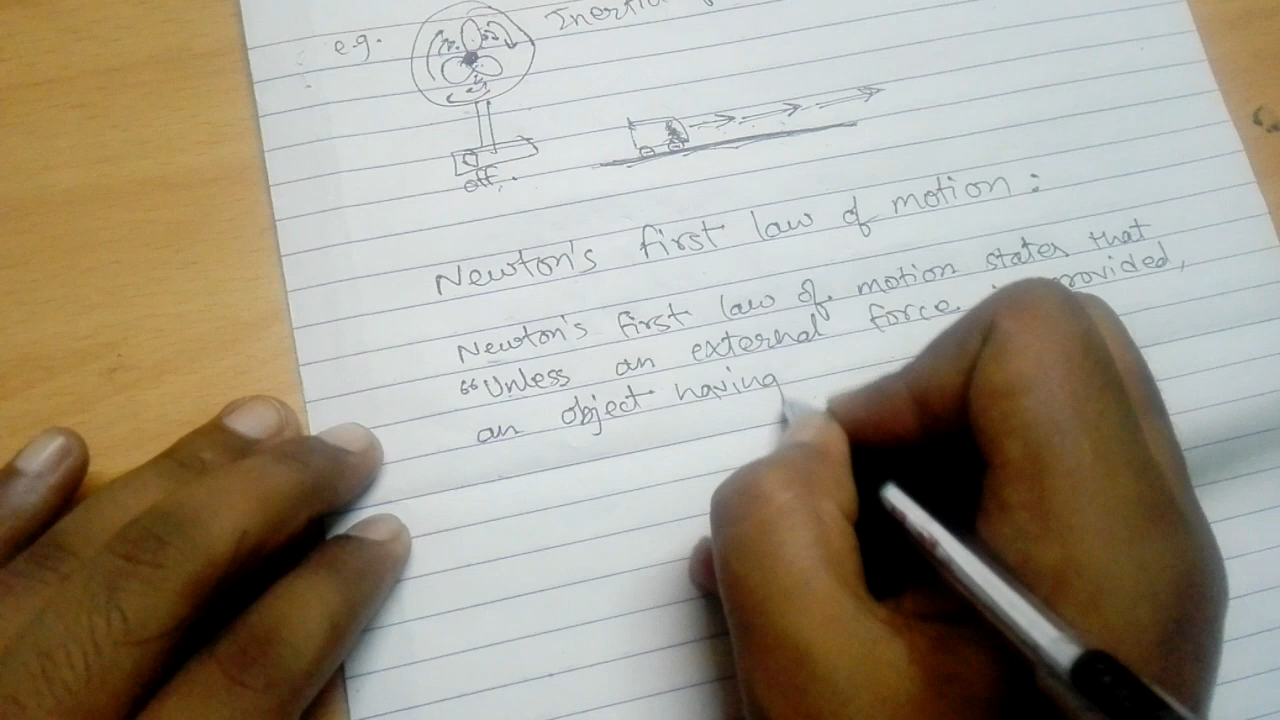 e.g.
Inertia
off
Newton's first law of motion :
Newton's first law of motion states that
"Unless an external force provided,
an object having